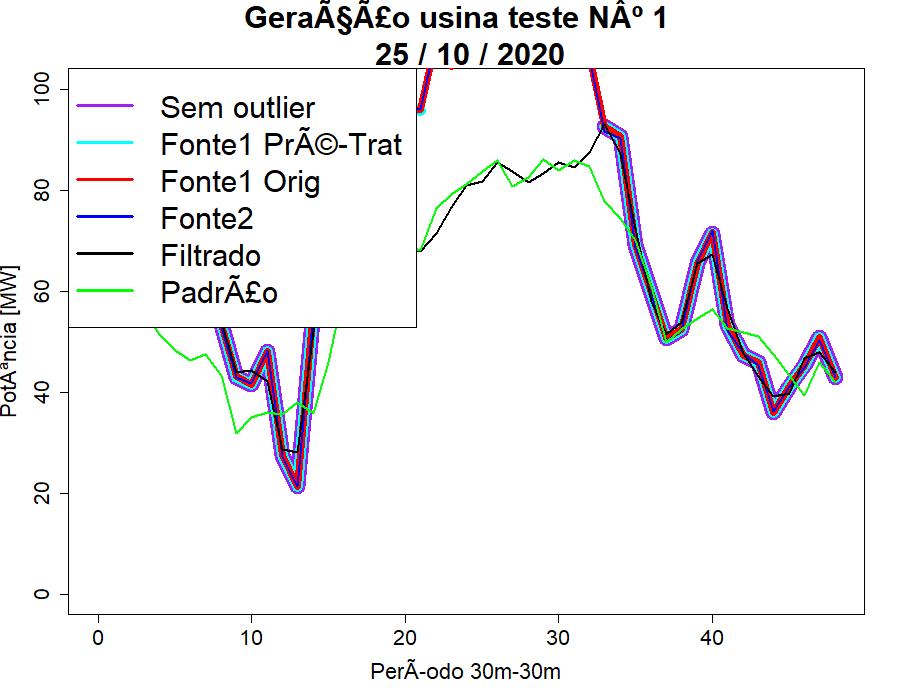 GeraÃ§Ã£o usina teste NÂº 1
25 / 10 / 2020
Sem outlier
Fonte1 PrÃ©-Trat
Fonte1 Orig
Fonte2
Filtrado
PadrÃ£o
PotÃªncia [MW]
100
80
60
40
20
0
0 10 20 30 40
PerÃ-odo 30m-30m